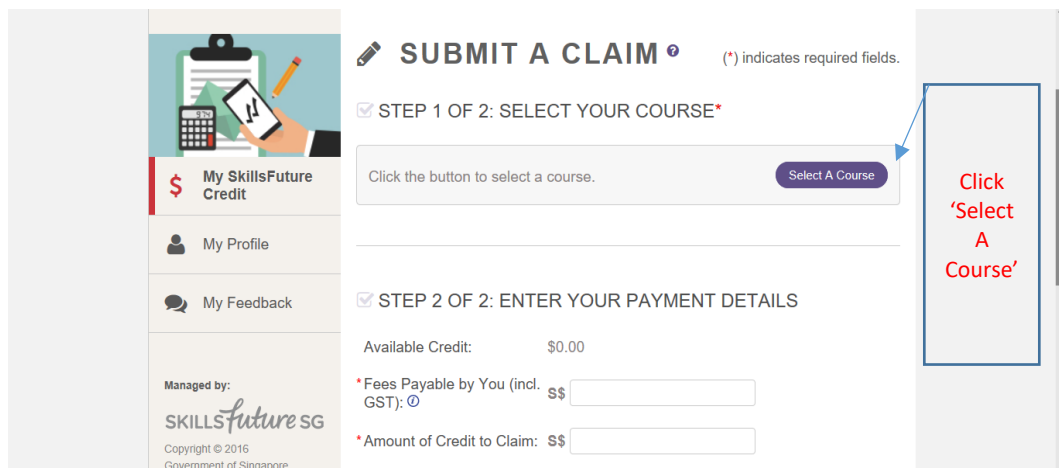 SUBMIT A CLAIM ?
(*) indicates required fields.
STEP 1 OF 2: SELECT YOUR COURSE*
Click the button to select a course.
Select A Course
Click
‘Select
A
Course’
$ My SkillsFuture
Credit
My Profile
My Feedback
STEP 2 OF 2: ENTER YOUR PAYMENT DETAILS
Available Credit: $0.00
* Fees Payable by You (incl.
GST): i S$
* Amount of Credit to Claim: S$
Managed by:
SKILLSfuture SG
Copyright © 2016
Government of Singapore